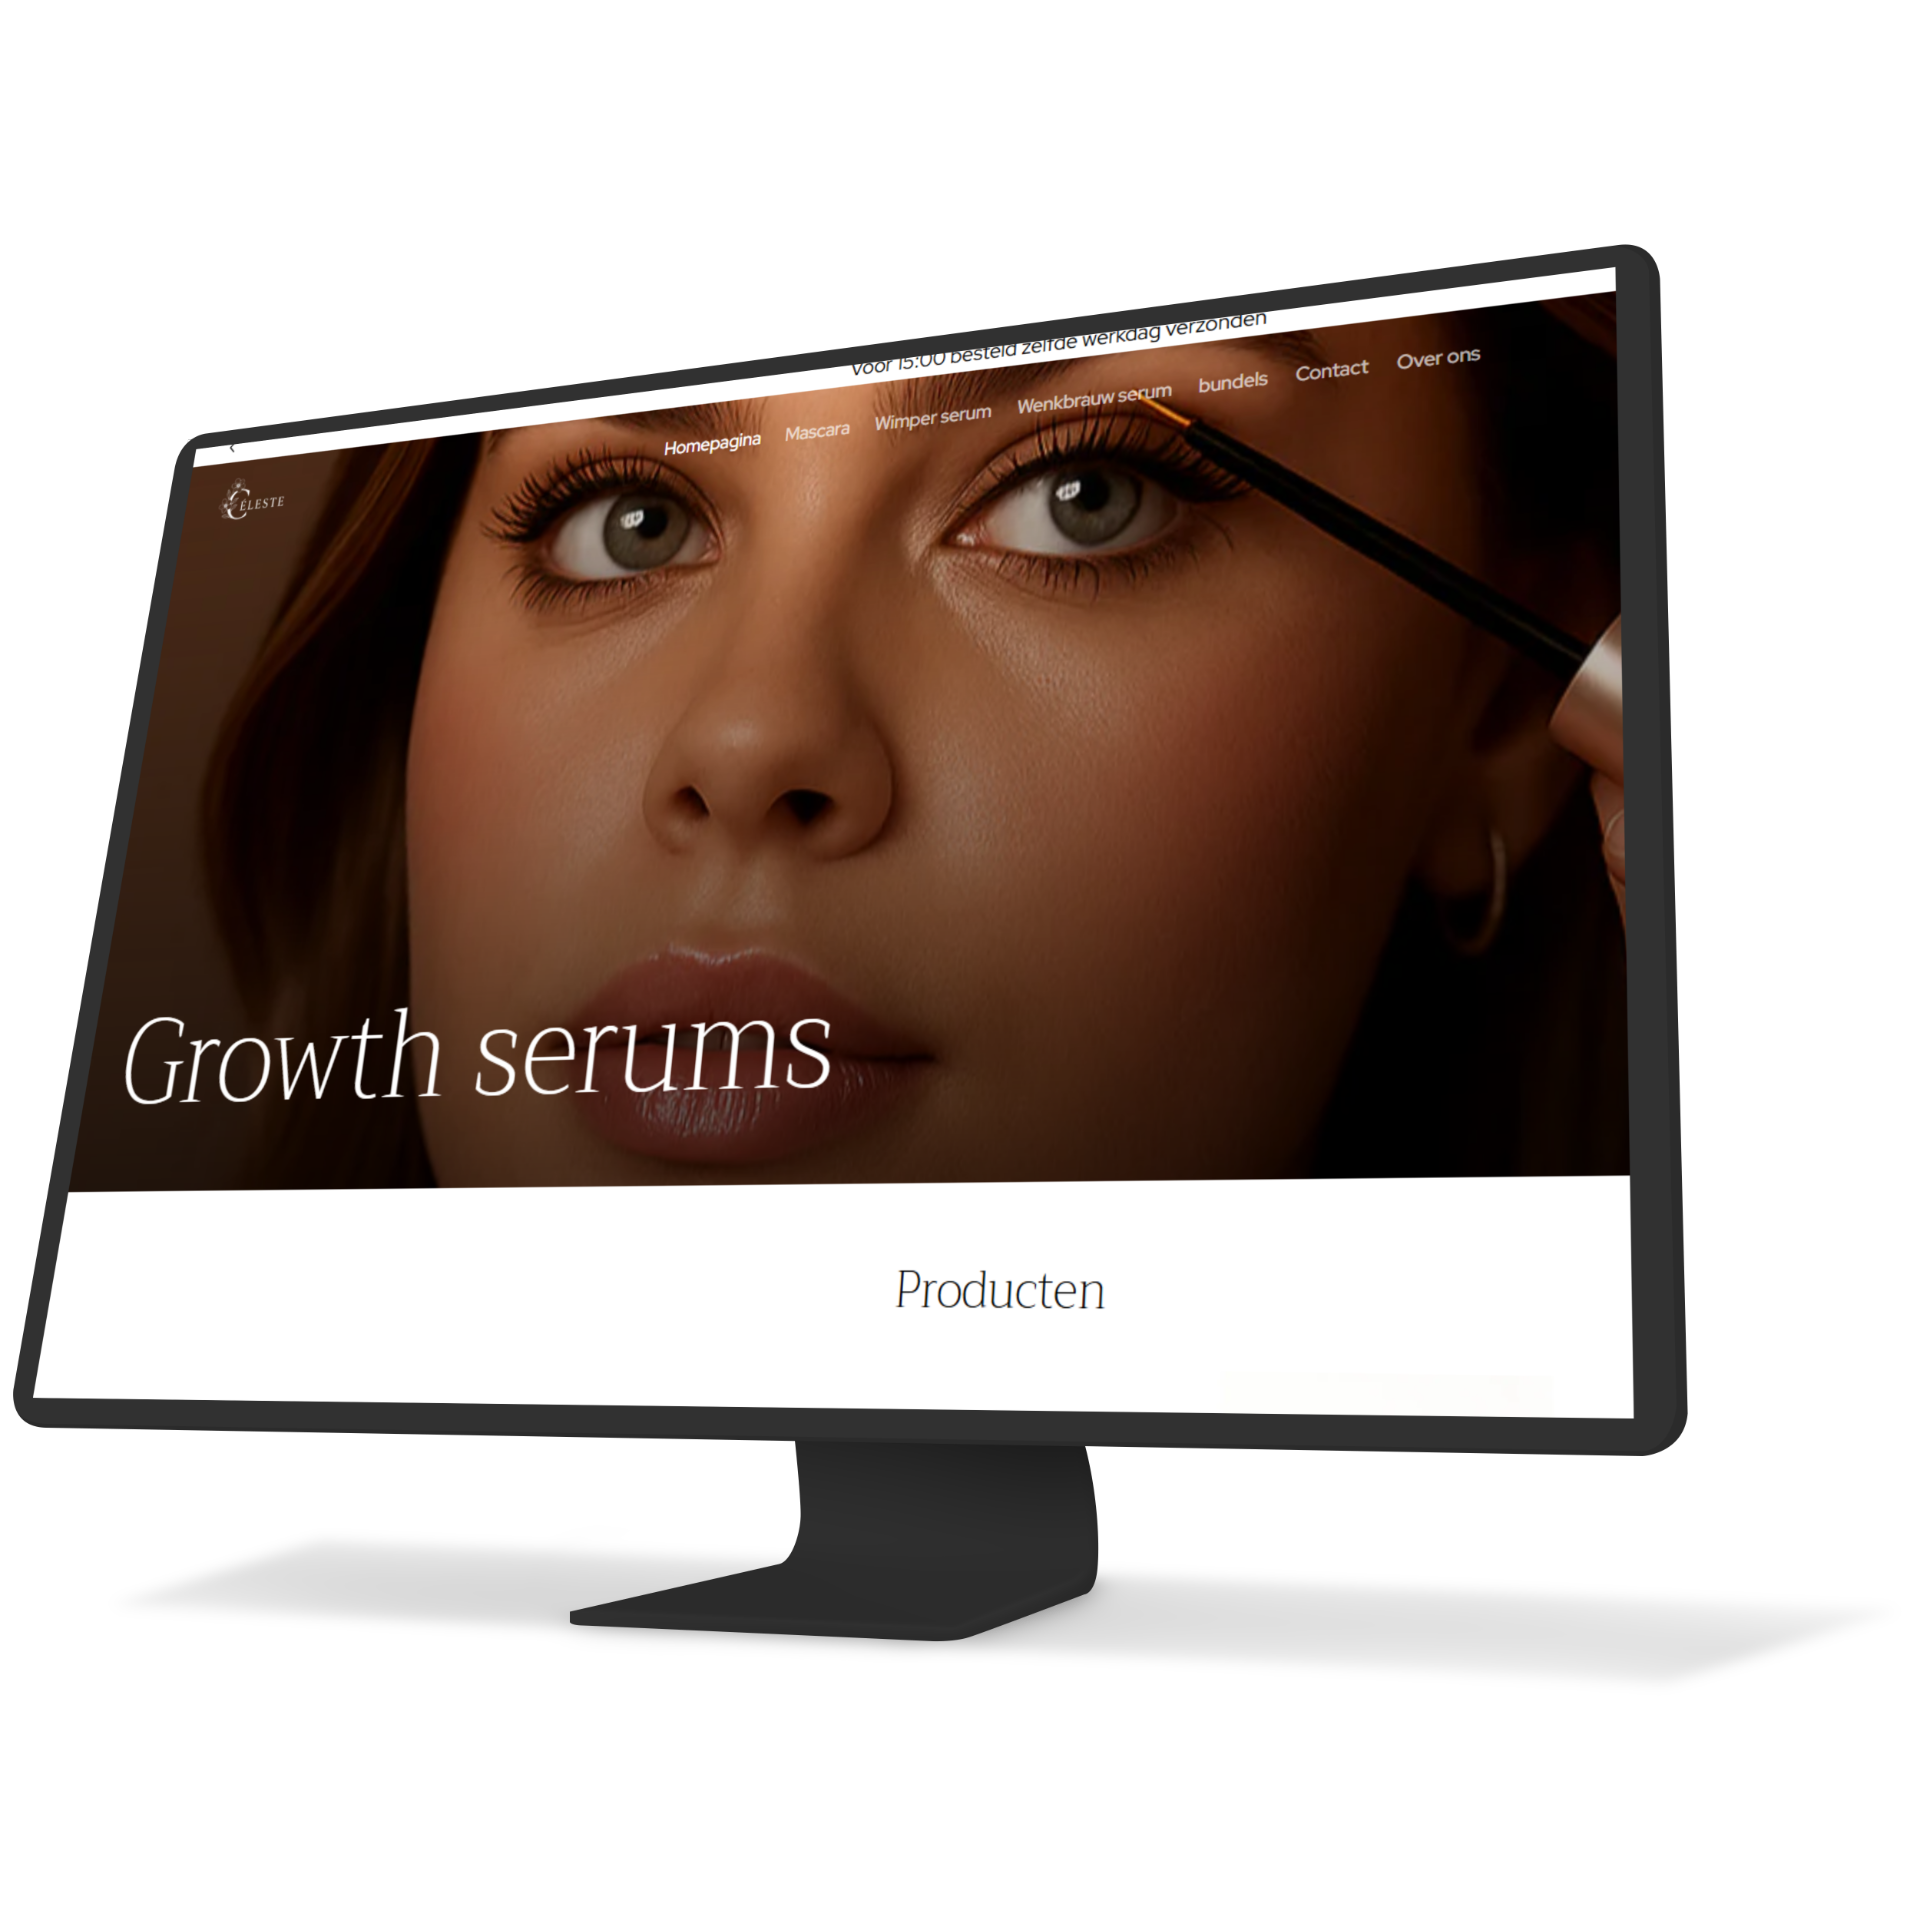 Voor 15:00 besteld zelfde werkdag verzonden
Homepagina Mascara Wimper serum Wenkbrauw serum bundels Contact Over ons
CÉLESTE
Growth serums
Producten